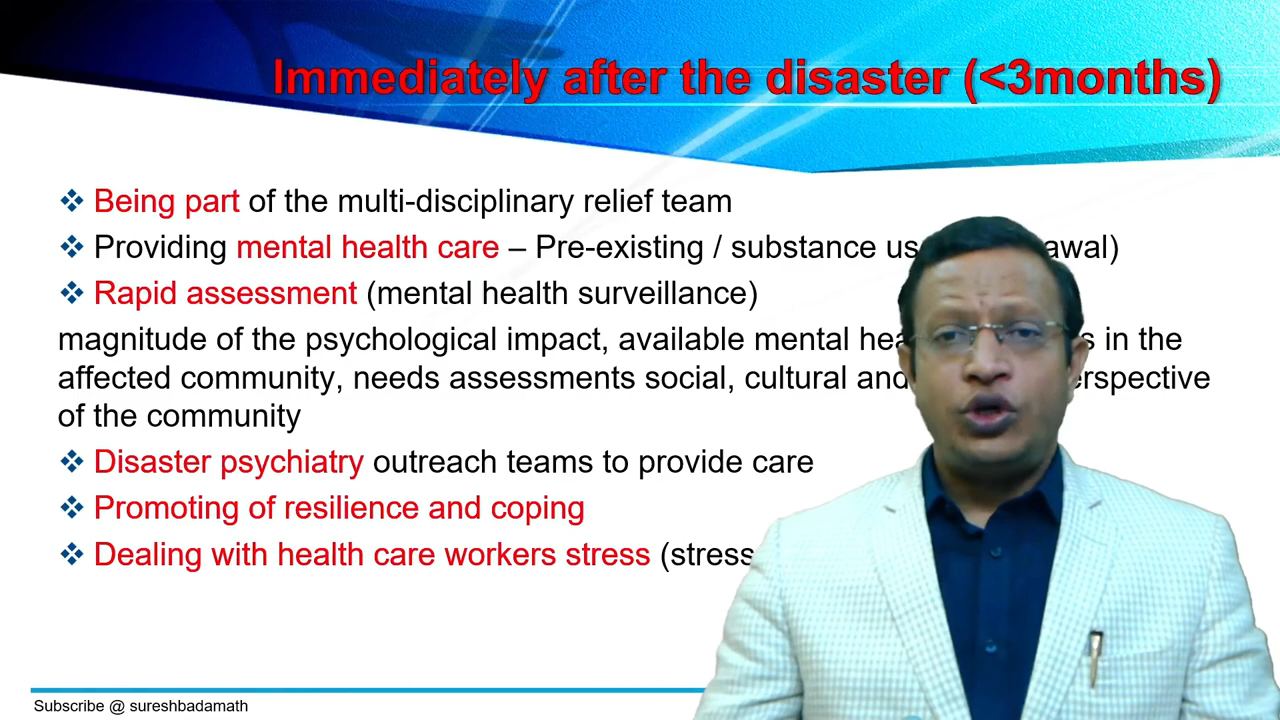 Immediately after the disaster (<3months)
Being part of the multi-disciplinary relief team
Providing mental health care – Pre-existing / substance awal)
Rapid assessment (mental health surveillance)
magnitude of the psychological impact, available mental in the
affected community, needs assessments social, cultural and
of the community
Disaster psychiatry outreach teams to provide care
Promoting of resilience and coping
Dealing with health care workers stress (stress
Subscribe @ sureshbadamath